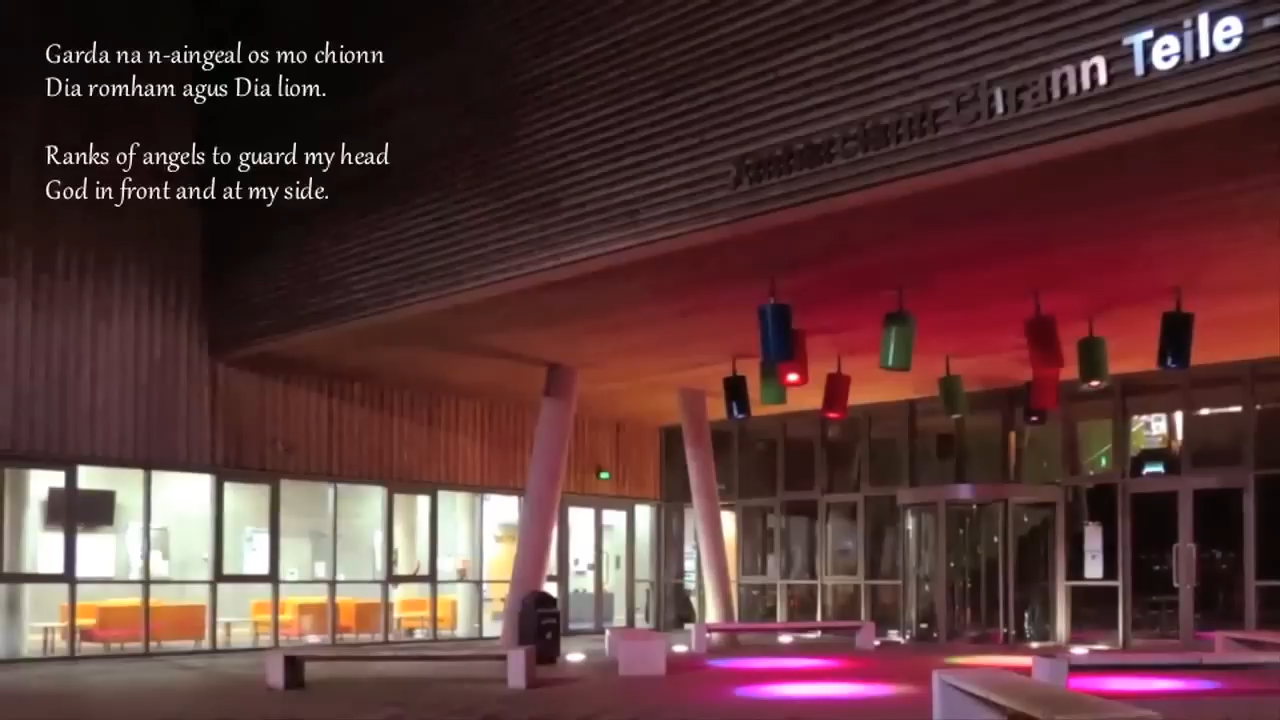 Garda na n-aingeal os mo chionn
Dia romham agus Dia liom.
Ranks of angels to guard my head
God in front and at my side.
Chrann Teile